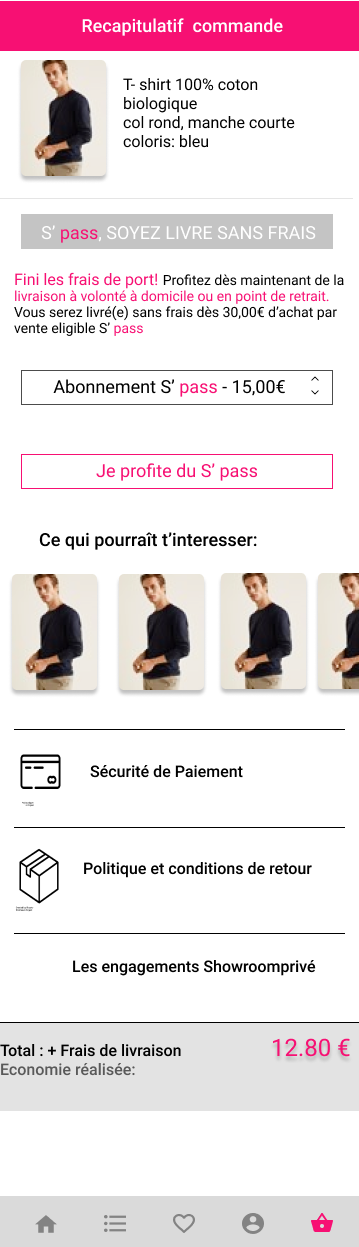 Recapitulatif commande
T- shirt 100% coton
biologique
col rond, manche courte
coloris: bleu
S’ pass, SOYEZ LIVRE SANS FRAIS
Fini les frais de port! Profitez dès maintenant de la
livraison à volonté à domicile ou en point de retrait.
Vous serez livré(e) sans frais dès 30,00€ d’achat par
vente eligible S’ pass
Abonnement S’ pass - 15,00€
Je profite du S’ pass
Ce qui pourraît t’interesser:
Sécurité de Paiement
Politique et conditions de retour
Les engagements Showroomprivé
Total : + Frais de livraison 12.80 €
Economie réalisée: